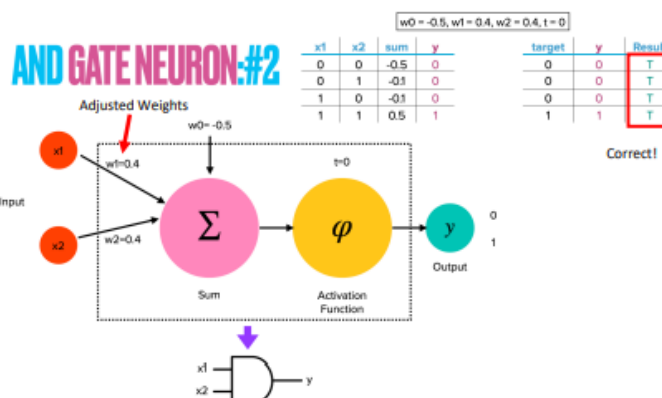 w0 = -0.5, w1 = 0.4, w2 = 0.4, t = 0
AND GATE NEURON:#2
x1 x2 sum y
0 0 -0.5 0
0 1 -0.1 0
1 0 -0.1 0
1 1 0.5 1
target y Resul
0 0 T
0 0 T
0 0 T
1 1 T
Correct!
Adjusted Weights
w0= -0.5
x1
w1=0.4
t=0
Input
Σ
φ
y
0
1
x2
w2=0.4
Output
Sum
Activation
Function
x1
x2
y